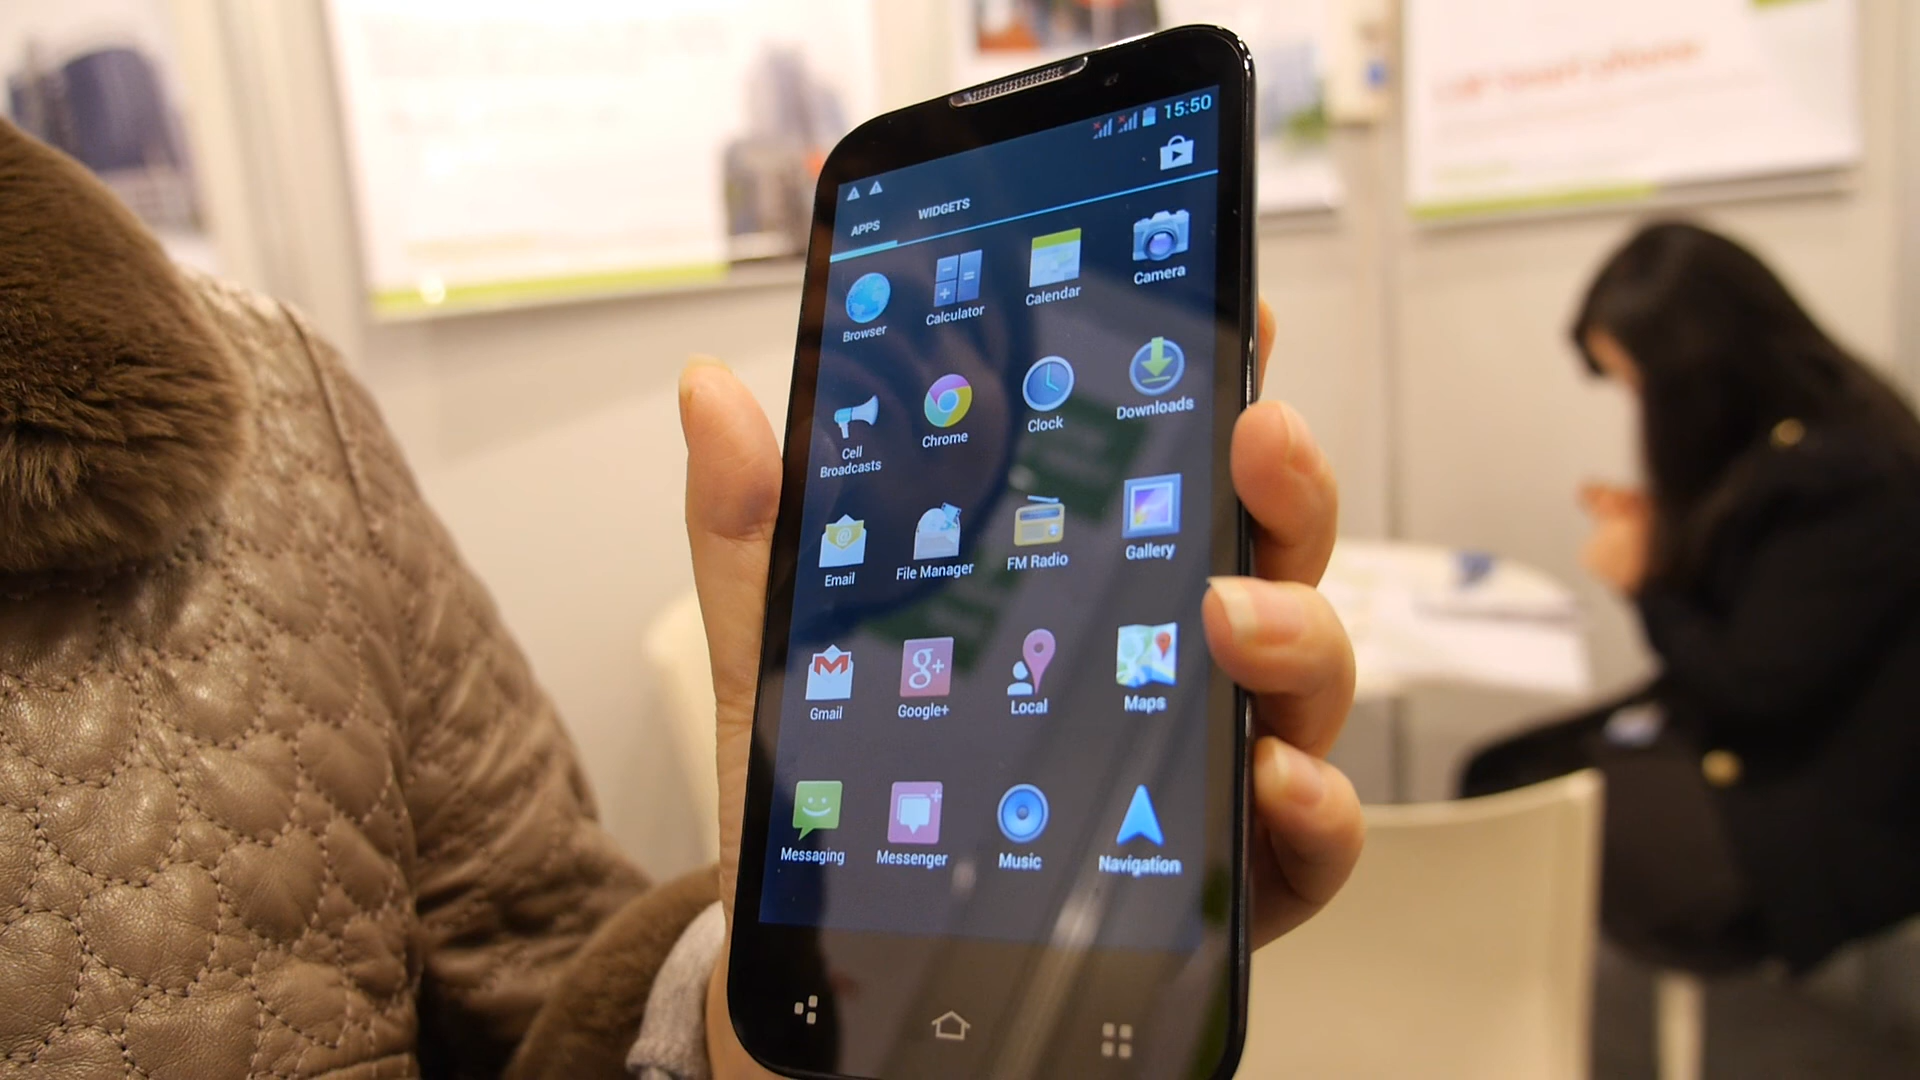 15:50
APPS WIDGETS
Browser Calculator Calendar Camera
Cell
Broadcasts
Chrome Clock Downloads
Email File Manager FM Radio Gallery
Gmail Google+ Local Maps
Messaging Messenger Music Navigation